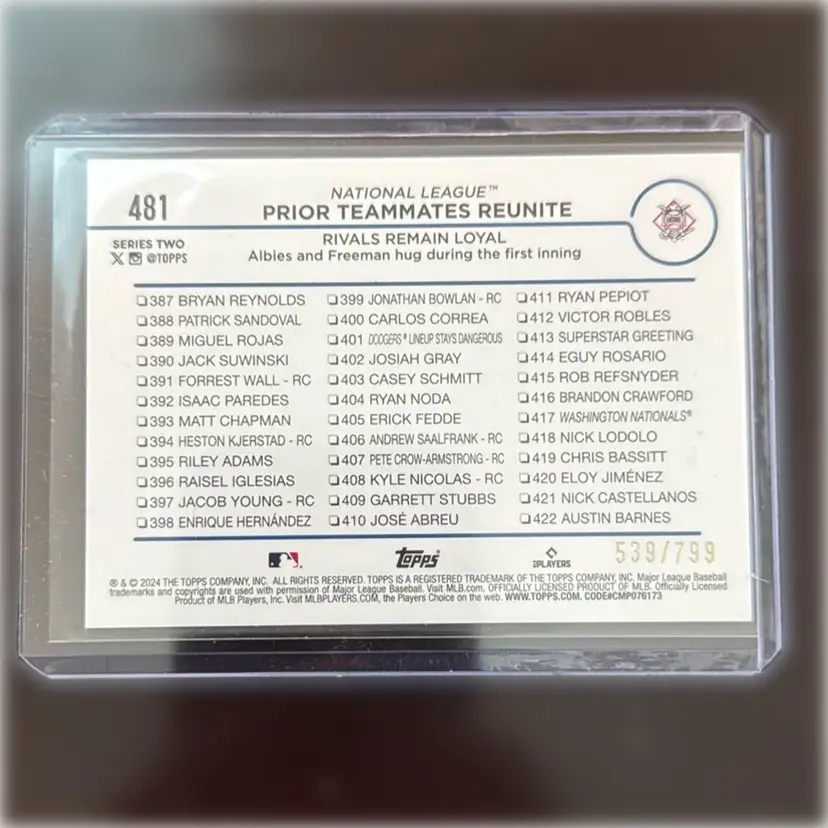 481
NATIONAL LEAGUE™
PRIOR TEAMMATES REUNITE
SERIES TWO
X @TOPPS
RIVALS REMAIN LOYAL
Albies and Freeman hug during the first inning
❏387 BRYAN REYNOLDS
❏388 PATRICK SANDOVAL
❏389 MIGUEL ROJAS
❏390 JACK SUWINSKI
❏391 FORREST WALL - RC
❏392 ISAAC PAREDES
❏393 MATT CHAPMAN
❏394 HESTON KJERSTAD - RC
❏395 RILEY ADAMS
❏396 RAISEL IGLESIAS
❏397 JACOB YOUNG - RC
❏398 ENRIQUE HERNÁNDEZ
❏399 JONATHAN BOWLAN - RC
❏400 CARLOS CORREA
❏401 DODGERS® LINEUP STAYS DANGEROUS
❏402 JOSIAH GRAY
❏403 CASEY SCHMITT
❏404 RYAN NODA
❏405 ERICK FEDDE
❏406 ANDREW SAALFRANK - RC
❏407 PETE CROW-ARMSTRONG - RC
❏408 KYLE NICOLAS - RC
❏409 GARRETT STUBBS
❏410 JOSÉ ABREU
❏411 RYAN PEPIOT
❏412 VICTOR ROBLES
❏413 SUPERSTAR GREETING
❏414 EGUY ROSARIO
❏415 ROB REFSNYDER
❏416 BRANDON CRAWFORD
❏417 WASHINGTON NATIONALS®
❏418 NICK LODOLO
❏419 CHRIS BASSITT
❏420 ELOY JIMÉNEZ
❏421 NICK CASTELLANOS
❏422 AUSTIN BARNES
topps
PLAYERS
539/799
® & © 2024 THE TOPPS COMPANY, INC. ALL RIGHTS RESERVED. TOPPS IS A REGISTERED TRADEMARK OF THE TOPPS COMPANY, INC. Major League Baseball
trademarks and copyrights are used with permission of Major League Baseball. Visit MLB.com. OFFICIALLY LICENSED PRODUCT OF MLB. Officially Licensed
Product of MLB Players, Inc. Visit MLBPLAYERS.COM, the Players Choice on the web. WWW.TOPPS.COM. CODE#CMP076173